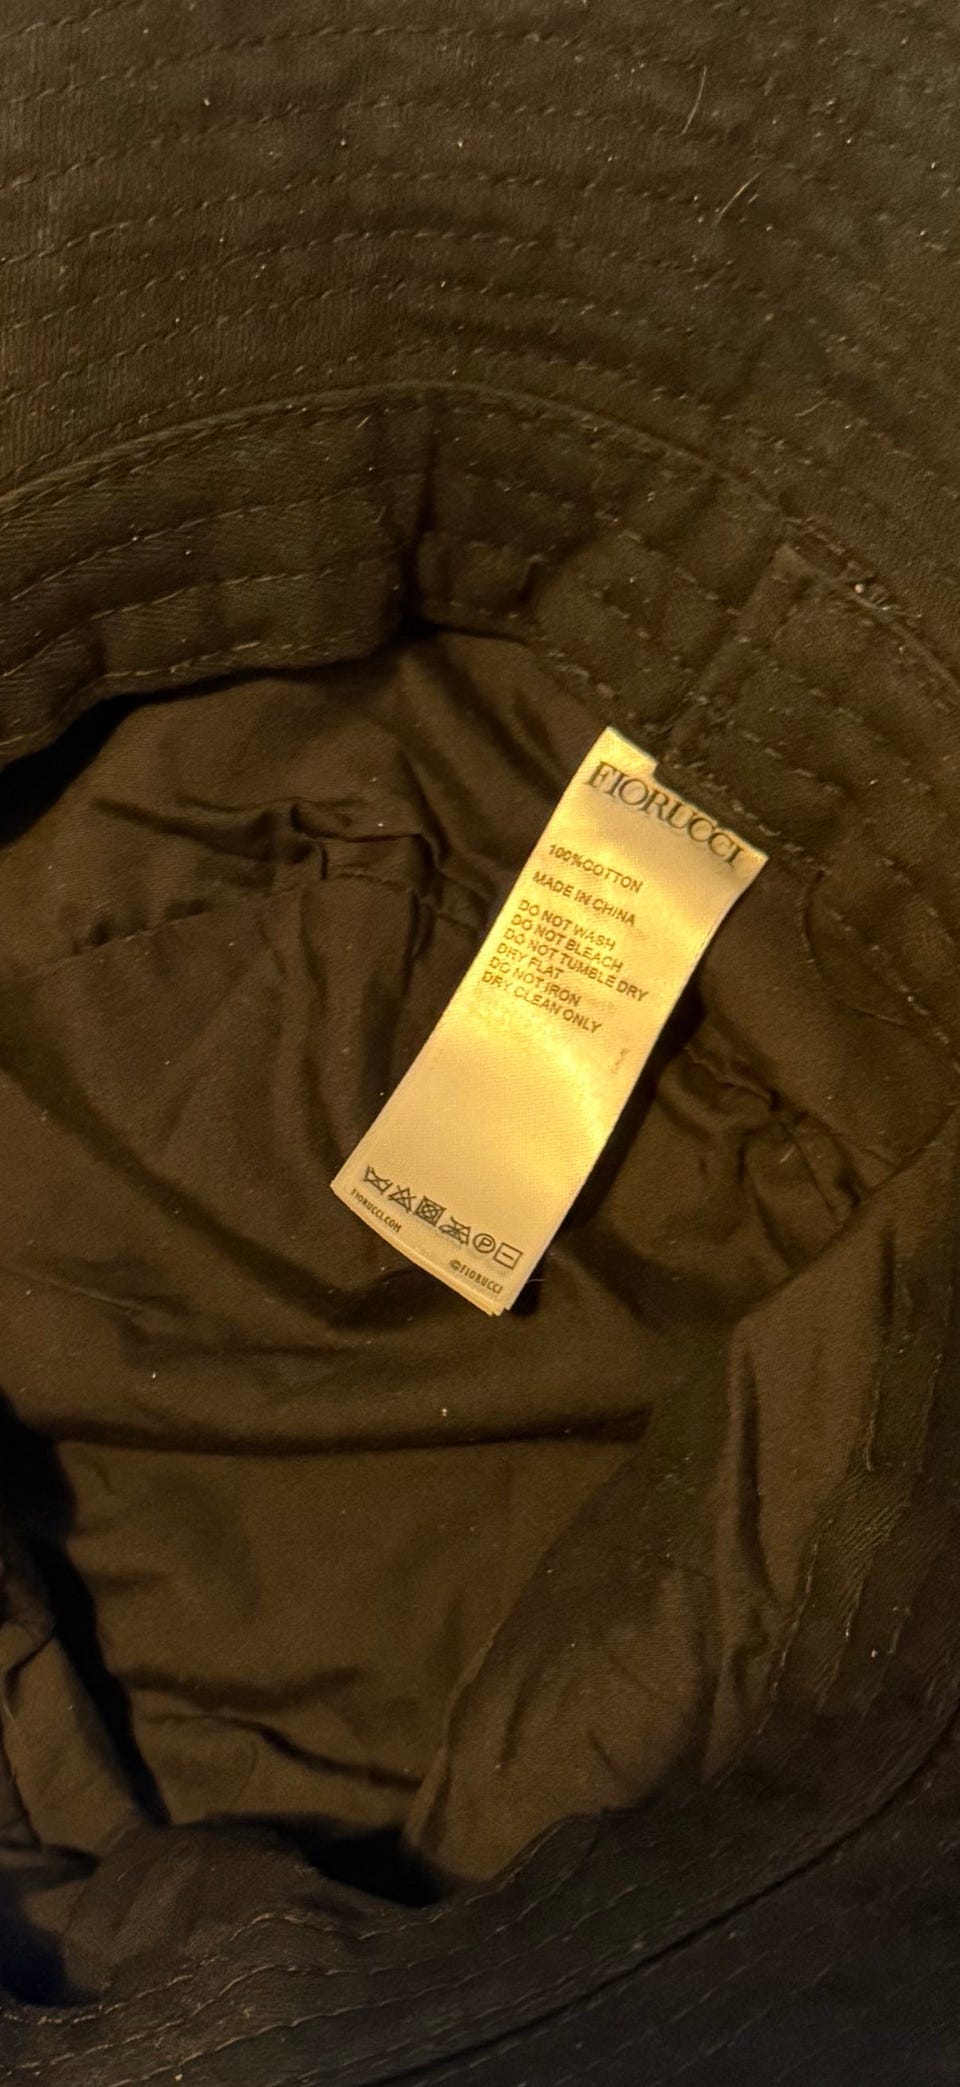 FIORUCCI
100%COTTON
MADE IN CHINA
DO NOT WASH
DO NOT BLEACH
DO NOT TUMBLE DRY
DRY FLAT
DO NOT IRON
DRY CLEAN ONLY
P
FIORUCCI.COM
©FIORUCCI